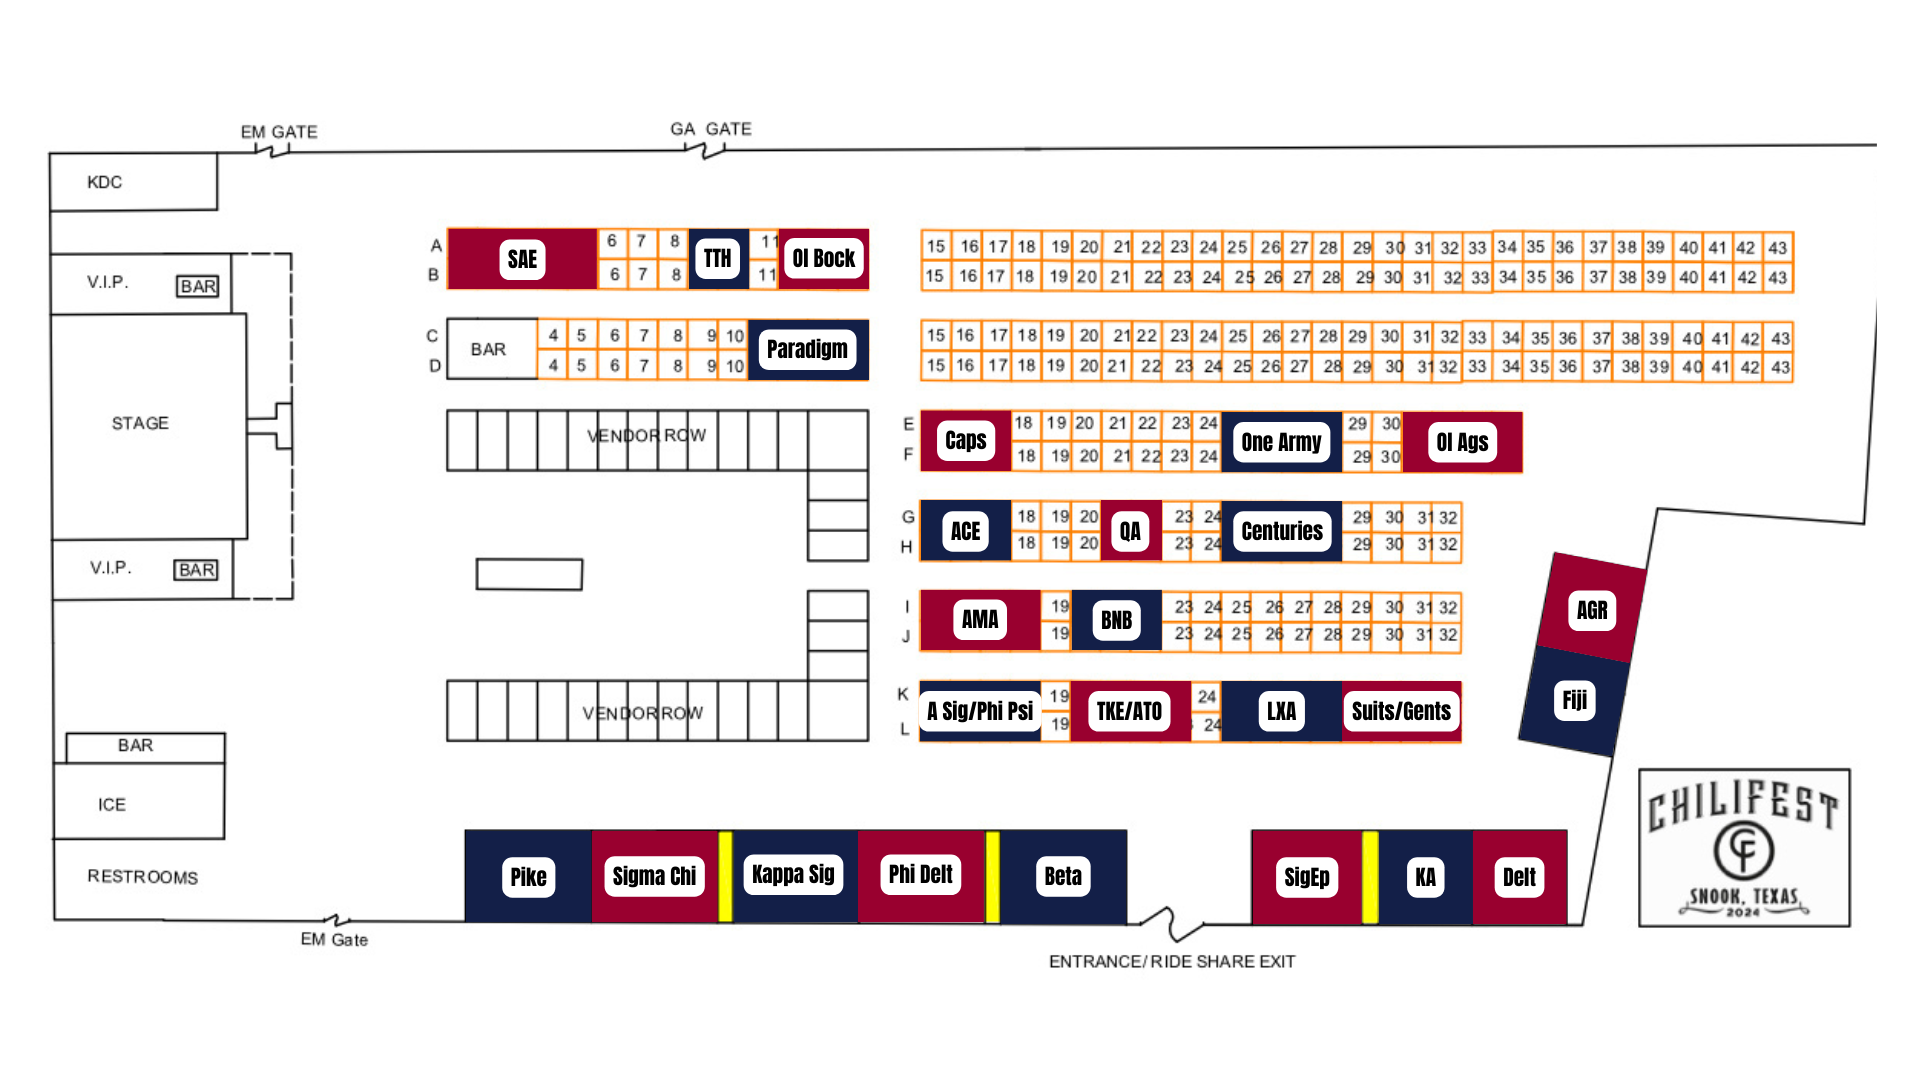 EM GATE
GA GATE
KDC
V.I.P.
BAR
STAGE
V.I.P.
BAR
BAR
ICE
RESTROOMS
EM Gate
A SAE 6 7 8 TTH 11 Ol Bock
B 6 7 8 11
15 16 17 18 19 20 21 22 23 24 25 26 27 28 29 30 31 32 33 34 35 36 37 38 39 40 41 42 43
15 16 17 18 19 20 21 22 23 24 25 26 27 28 29 30 31 32 33 34 35 36 37 38 39 40 41 42 43
C BAR 4 5 6 7 8 9 10 Paradigm
D 4 5 6 7 8 9 10
15 16 17 18 19 20 21 22 23 24 25 26 27 28 29 30 31 32 33 34 35 36 37 38 39 40 41 42 43
15 16 17 18 19 20 21 22 23 24 25 26 27 28 29 30 31 32 33 34 35 36 37 38 39 40 41 42 43
VENDOR ROW
E Caps 18 19 20 21 22 23 24 One Army 29 30 Ol Ags
F 18 19 20 21 22 23 24 29 30
G ACE 18 19 20 QA 23 24 Centuries 29 30 31 32
H 18 19 20 23 24 29 30 31 32
I AMA 19 BNB 23 24 25 26 27 28 29 30 31 32
J 19 23 24 25 26 27 28 29 30 31 32
VENDOR ROW
K A Sig/Phi Psi 19 TKE/ATO 24 LXA Suits/Gents
L 19 24
AGR
Fiji
Pike Sigma Chi Kappa Sig Phi Delt Beta SigEp KA Delt
ENTRANCE/ RIDE SHARE EXIT
CHILIFEST
CF
SNOOK, TEXAS
2024